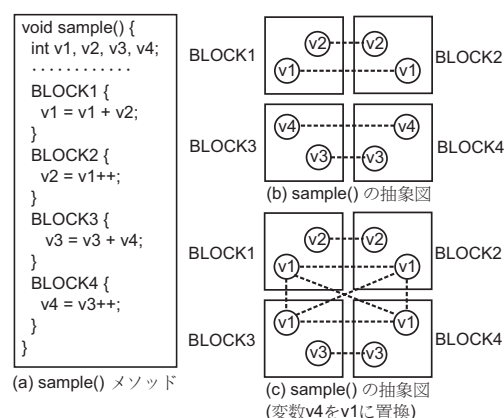 void sample() {
int v1, v2, v3, v4;
............
BLOCK1 {
v1 = v1 + v2;
}
BLOCK2 {
v2 = v1++;
}
BLOCK3 {
v3 = v3 + v4;
}
BLOCK4 {
v4 = v3++;
}
}
(a) sample() メソッド
BLOCK1
v2
v2
BLOCK2
v1
v1
BLOCK3
v4
v4
BLOCK4
v3
v3
(b) sample() の抽象図
BLOCK1
v2
v2
BLOCK2
v1
v1
BLOCK3
v1
v1
BLOCK4
v3
v3
(c) sample() の抽象図
(変数v4をv1に置換)